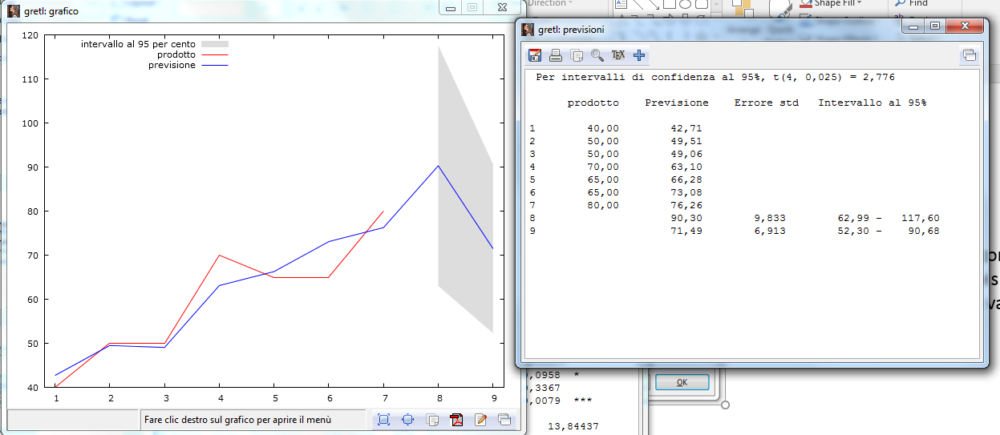 gretl: grafico
120
110
100
90
80
70
60
50
40
intervallo al 95 per cento
prodotto
previsione
1 2 3 4 5 6 7 8 9
Fare clic destro sul grafico per aprire il menù
Direction
Shape Fill
Find
gretl: previsioni
TEX
Per intervalli di confidenza al 95%, t(4, 0,025) = 2,776
prodotto Previsione Errore std Intervallo al 95%
1 40,00 42,71
2 50,00 49,51
3 50,00 49,06
4 70,00 63,10
5 65,00 66,28
6 65,00 73,08
7 80,00 76,26
8 90,30 9,833 62,99 - 117,60
9 71,49 6,913 52,30 - 90,68
,0958 *
,3367
,0079 ***
13,84437
OK